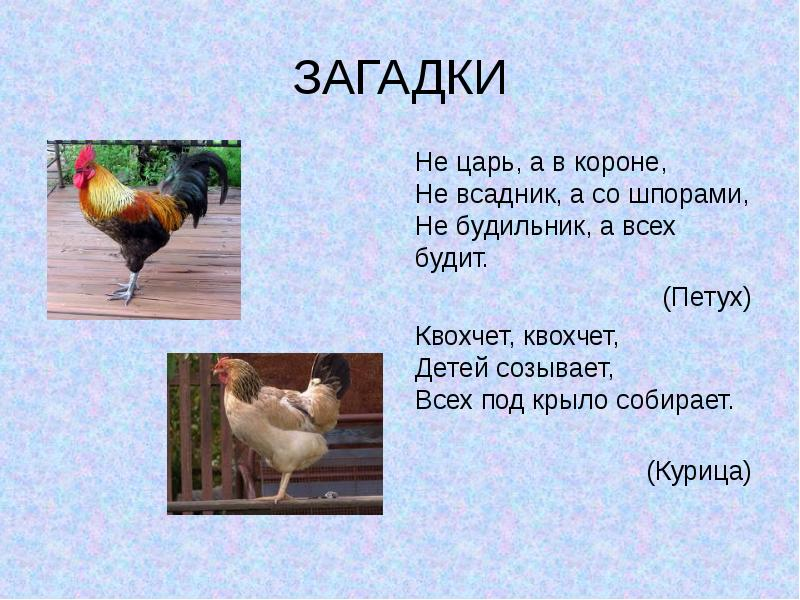 ЗАГАДКИ
Не царь, а в короне,
Не всадник, а со шпорами,
Не будильник, а всех
будит.
(Петух)
Квохчет, квохчет,
Детей созывает,
Всех под крыло собирает.
(Курица)